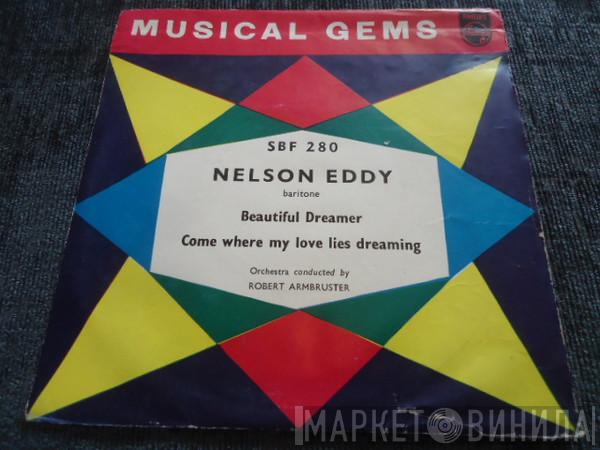 MUSICAL GEMS
PHILIPS
SBF 280
NELSON EDDY
baritone
Beautiful Dreamer
Come where my love lies dreaming
Orchestra conducted by
ROBERT ARMBRUSTER
МАРКЕТ ВИНИЛА